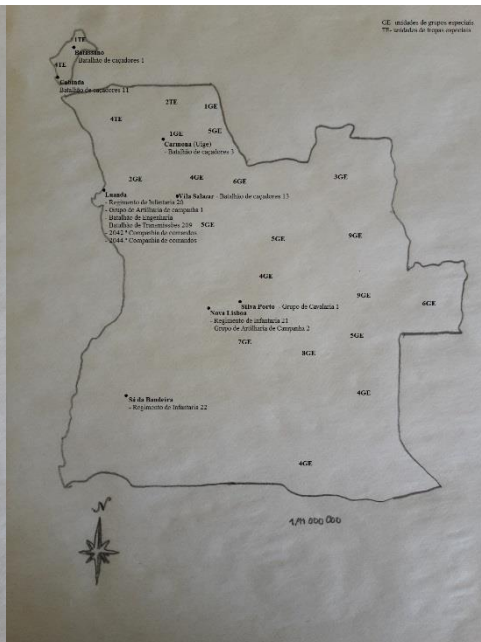 GE- unidades de grupos especiais
TE- unidades de tropas especiais
1TE
Batalhão de caçadores 1
4TE
Cabinda
Batalhão de caçadores 11
2TE
1GE
4TE
1GE
5GE
Carmona (Uíge)
- Batalhão de caçadores 3
2GE
4GE
6GE
3GE
Luanda
- Regimento de Infantaria 20
- Grupo de Artilharia de campanha 1
- Batalhão de Engenharia
Batalhão de Transmissões 209
- 2042.ª Companhia de comandos
- 2044.ª Companhia de comandos
Vila Salazar - Batalhão de caçadores 13
5GE
5GE
9GE
4GE
9GE
6GE
Silva Porto - Grupo de Cavalaria 1
Nova Lisboa
- Regimento de infantaria 21
- Grupo de Artilharia de Campanha 2
7GE
5GE
8GE
4GE
Sá da Bandeira
- Regimento de Infantaria 22
4GE
N
1/11.000 000